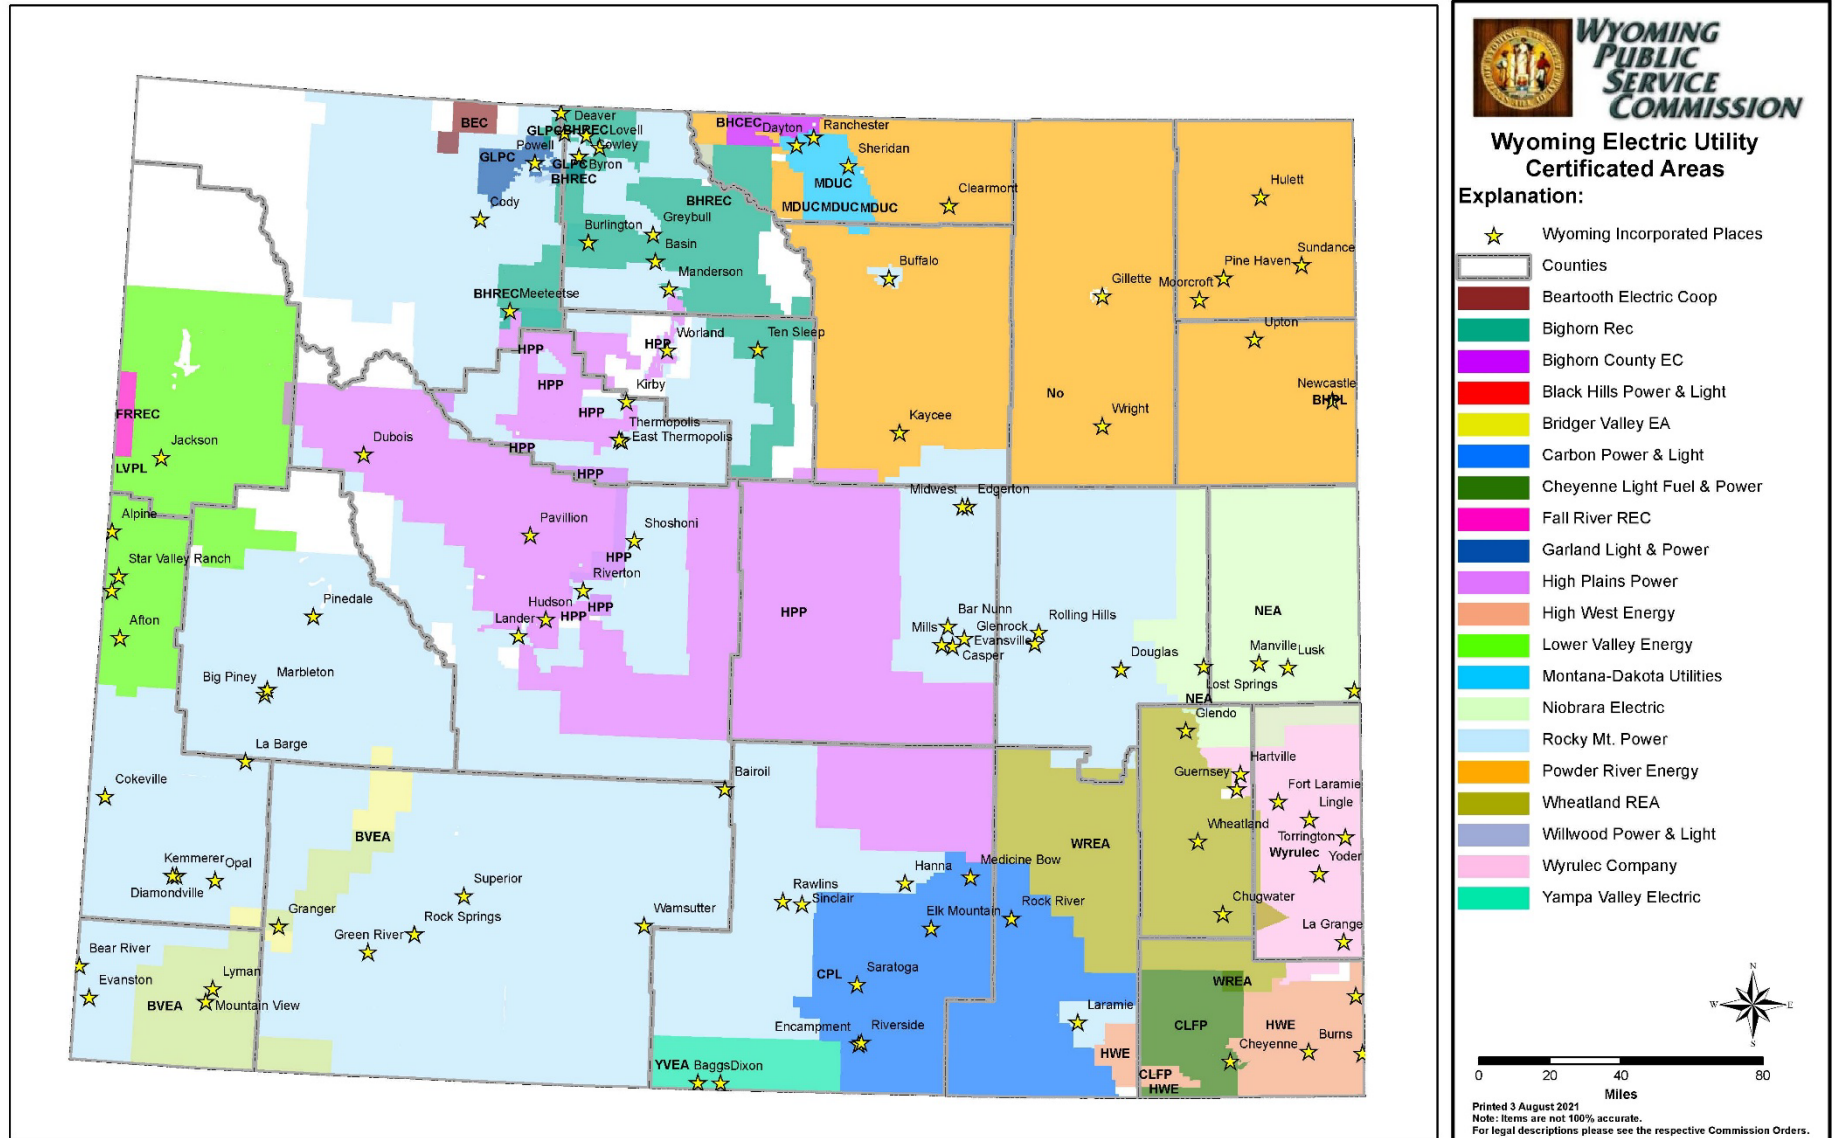 BEC
Deaver
GLPC
BHREC
Lovell
Powell
Cowley
GLPC
GLPC
Byron
BHREC
Cody
BHREC
Burlington
Greybull
Basin
Manderson
BHREC
Meeteetse
BHCEC
Dayton
Ranchester
Sheridan
MDUC
MDUC
MDUC
MDUC
Clearmont
Buffalo
Hulett
Sundance
Pine Haven
Gillette
Moorcroft
Upton
Newcastle
BHPL
No
Wright
Kaycee
HPP
Worland
HPP
Ten Sleep
HPP
Kirby
HPP
Thermopolis
East Thermopolis
HPP
HPP
FRREC
Jackson
LVPL
Dubois
Alpine
Star Valley Ranch
Afton
Pinedale
Big Piney
Marbleton
La Barge
Pavillion
Shoshoni
HPP
Riverton
Hudson
HPP
HPP
Lander
HPP
Midwest
Edgerton
Bar Nunn
Mills
Glenrock
Evansville
Casper
Rolling Hills
Douglas
NEA
Manville
Lusk
Lost Springs
NEA
Glendo
Hartville
Guernsey
Fort Laramie
Lingle
Wheatland
Torrington
Wyrulec
Yoder
WREA
Chugwater
La Grange
Cokeville
Bairoil
BVEA
Kemmerer
Opal
Diamondville
Superior
Granger
Rock Springs
Green River
Wamsutter
Rawlins
Sinclair
Hanna
Medicine Bow
Elk Mountain
Rock River
Bear River
Evanston
Lyman
BVEA
Mountain View
CPL
Saratoga
Encampment
Riverside
Laramie
WREA
CLFP
HWE
Burns
Cheyenne
HWE
CLFP
HWE
YVEA
Baggs
Dixon
WYOMING
PUBLIC
SERVICE
COMMISSION
Wyoming Electric Utility
Certificated Areas
Explanation:
Wyoming Incorporated Places
Counties
Beartooth Electric Coop
Bighorn Rec
Bighorn County EC
Black Hills Power & Light
Bridger Valley EA
Carbon Power & Light
Cheyenne Light Fuel & Power
Fall River REC
Garland Light & Power
High Plains Power
High West Energy
Lower Valley Energy
Montana-Dakota Utilities
Niobrara Electric
Rocky Mt. Power
Powder River Energy
Wheatland REA
Willwood Power & Light
Wyrulec Company
Yampa Valley Electric
N
W
E
S
0 20 40 80
Miles
Printed 3 August 2021
Note: Items are not 100% accurate.
For legal descriptions please see the respective Commission Orders.